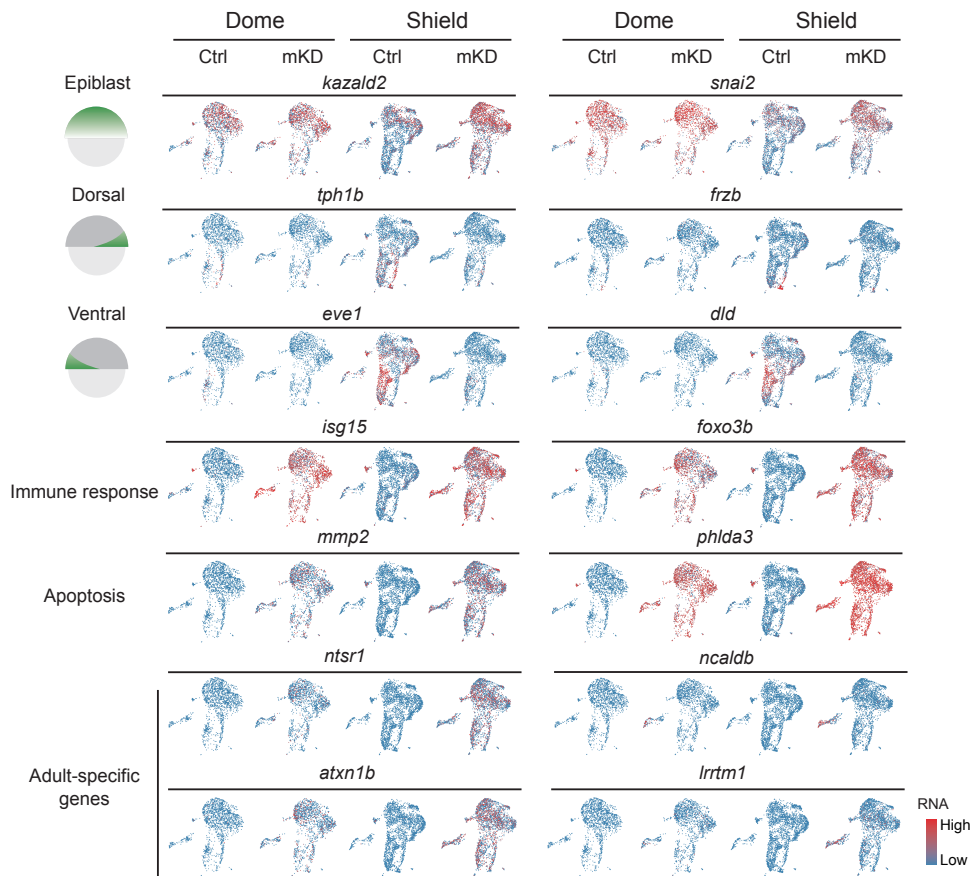 Dome Shield Dome Shield
Ctrl mKD Ctrl mKD Ctrl mKD Ctrl mKD
Epiblast kazald2 snai2
Dorsal tph1b frzb
Ventral eve1 dld
isg15 foxo3b
Immune response
mmp2 phlda3
Apoptosis
ntsr1 ncaldb
Adult-specific
genes
atxn1b lrrtm1
RNA
High
Low